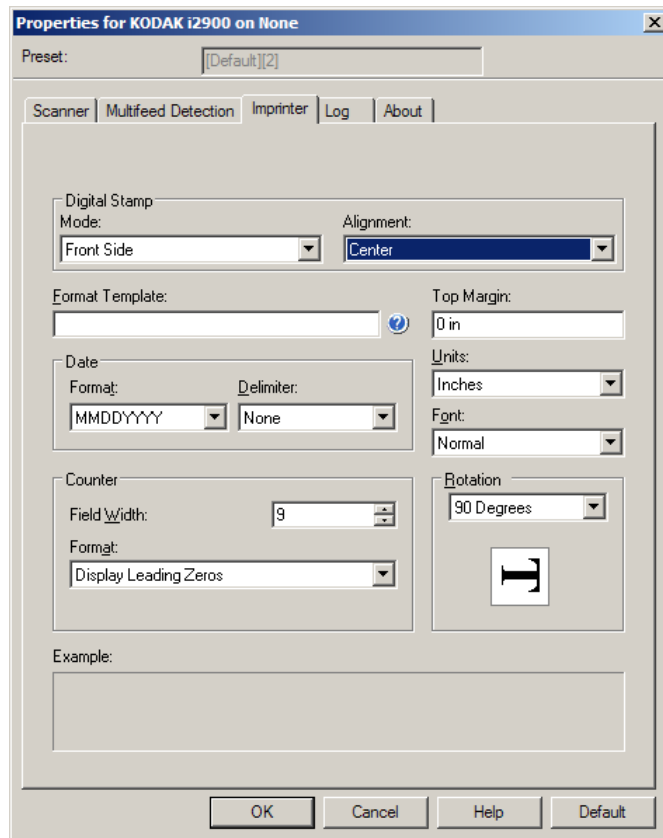 Properties for KODAK i2900 on None
Preset: [Default][2]
Scanner Multifeed Detection Imprinter Log About
Digital Stamp
Mode: Alignment:
Front Side Center
Format Template: Top Margin:
0 in
Date Units:
Format: Delimiter: Inches
MMDDYYYY None Font:
Normal
Counter Rotation
Field Width: 9 90 Degrees
Format:
Display Leading Zeros
T
Example:
OK Cancel Help Default